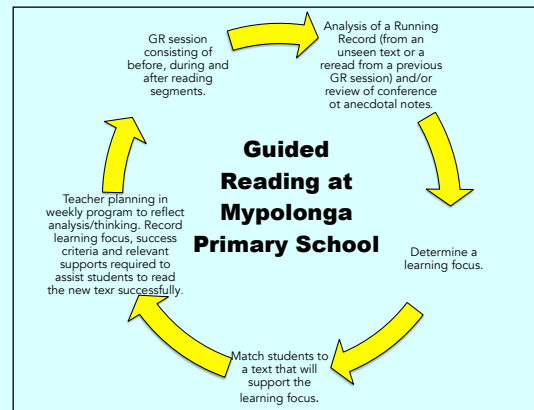 GR session
consisting of
before, during and
after reading
segments.
Analysis of a Running
Record (from an
unseen text or a
reread from a previous
GR session) and/or
review of conference
ot anecdotal notes.
Guided
Reading at
Mypolonga
Primary School
Teacher planning in
weekly program to reflect
analysis/thinking. Record
learning focus, success
criteria and relevant
supports required to
assist students to read
the new texr successfully.
Determine a
learning focus.
Match students to
a text that will
support the
learning focus.